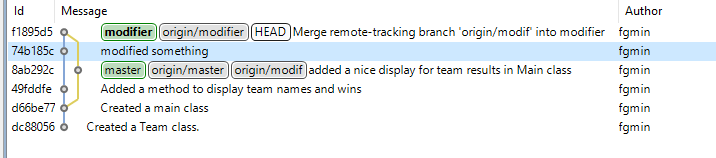 Id Message Author
f1895d5 modifier origin/modifier HEAD Merge remote-tracking branch 'origin/modif' into modifier fgmin
74b185c modified something fgmin
8ab292c master origin/master origin/modif added a nice display for team results in Main class fgmin
49fddfe Added a method to display team names and wins fgmin
d66be77 Created a main class fgmin
dc88056 Created a Team class. fgmin